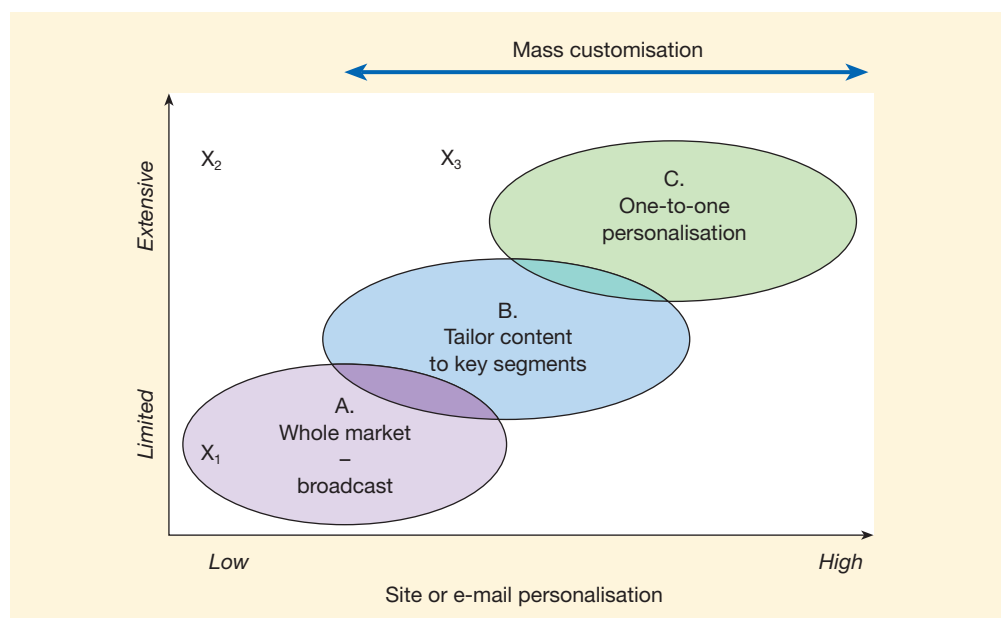 Mass customisation
Extensive
Limited
X₂
X₃
C.
One-to-one
personalisation
B.
Tailor content
to key segments
A.
Whole market
–
broadcast
X₁
Low
High
Site or e-mail personalisation